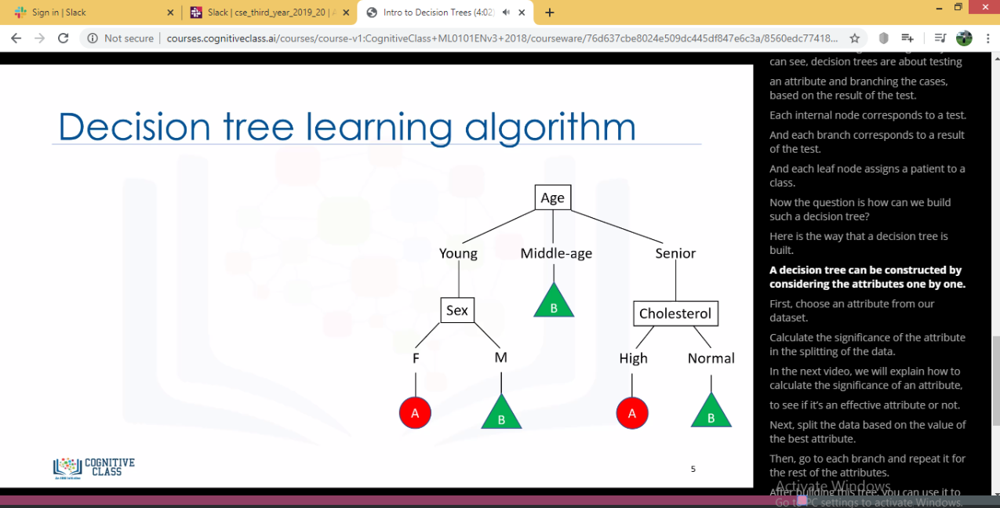 Sign in | Slack
Slack | cse_third_year_2019_20 |
Intro to Decision Trees (4:02)
Not secure | courses.cognitiveclass.ai/courses/course-v1:CognitiveClass+ML0101ENv3+2018/courseware/76d637cbe8024e509dc445df847e6c3a/8560edc77418...
Decision tree learning algorithm
Age
Young Middle-age Senior
Sex B Cholesterol
F M High Normal
A B A B
COGNITIVE
CLASS
An IBM Initiative
5
can see, decision trees are about testing
an attribute and branching the cases,
based on the result of the test.
Each internal node corresponds to a test.
And each branch corresponds to a result
of the test.
And each leaf node assigns a patient to a
class.
Now the question is how can we build
such a decision tree?
Here is the way that a decision tree is
built.
A decision tree can be constructed by
considering the attributes one by one.
First, choose an attribute from our
dataset.
Calculate the significance of the attribute
in the splitting of the data.
In the next video, we will explain how to
calculate the significance of an attribute,
to see if it's an effective attribute or not.
Next, split the data based on the value of
the best attribute.
Then, go to each branch and repeat it for
the rest of the attributes.
After building this tree, you can use it to
Activate Windows
Go to PC settings to activate Windows.